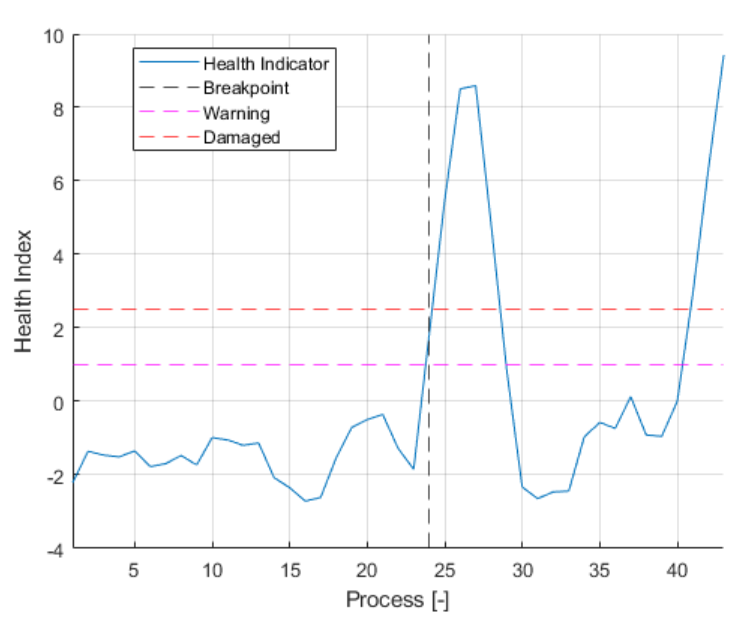 10
8
6
4
2
0
-2
-4
Health Index
Health Indicator
Breakpoint
Warning
Damaged
5 10 15 20 25 30 35 40
Process [-]